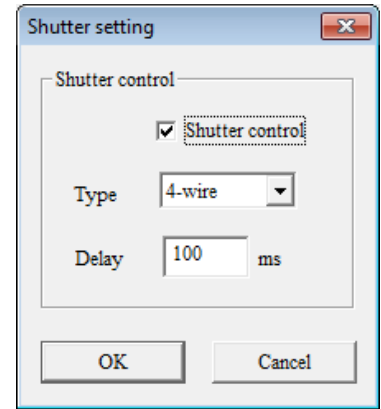 Shutter setting
Shutter control
Shutter control
Type 4-wire
Delay 100 ms
OK Cancel